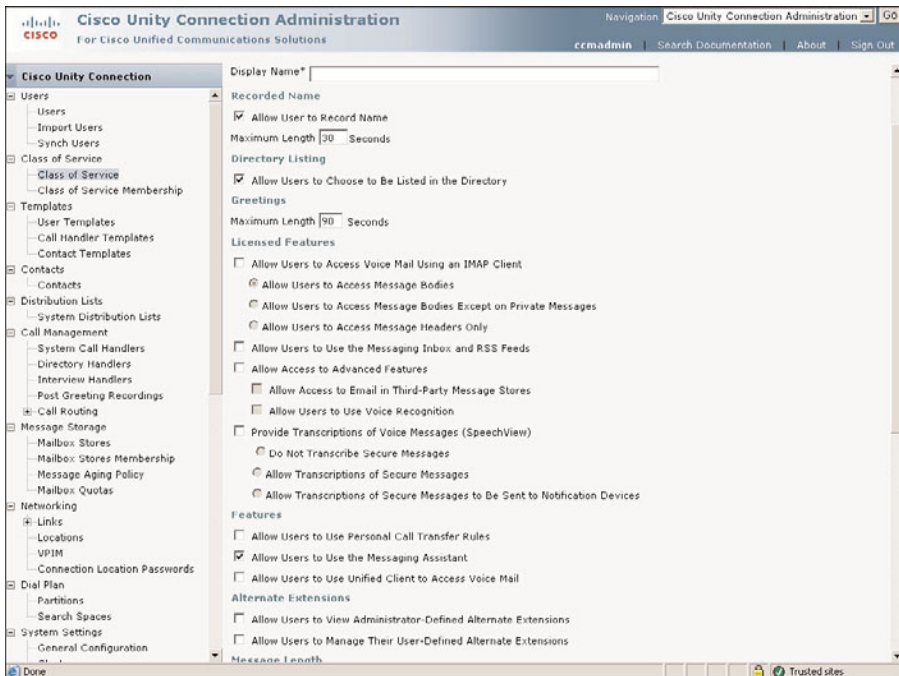 Cisco Unity Connection Administration
For Cisco Unified Communications Solutions
CISCO
Navigation Cisco Unity Connection Administration GO
ccmadmin | Search Documentation | About | Sign Out
Cisco Unity Connection
Users
Users
Import Users
Synch Users
Class of Service
Class of Service
Class of Service Membership
Templates
User Templates
Call Handler Templates
Contact Templates
Contacts
Contacts
Distribution Lists
System Distribution Lists
Call Management
System Call Handlers
Directory Handlers
Interview Handlers
Post Greeting Recordings
Call Routing
Message Storage
Mailbox Stores
Mailbox Stores Membership
Message Aging Policy
Mailbox Quotas
Networking
Links
Locations
VPIM
Connection Location Passwords
Dial Plan
Partitions
Search Spaces
System Settings
General Configuration
Display Name*
Recorded Name
Allow User to Record Name
Maximum Length 30 Seconds
Directory Listing
Allow Users to Choose to Be Listed in the Directory
Greetings
Maximum Length 90 Seconds
Licensed Features
Allow Users to Access Voice Mail Using an IMAP Client
Allow Users to Access Message Bodies
Allow Users to Access Message Bodies Except on Private Messages
Allow Users to Access Message Headers Only
Allow Users to Use the Messaging Inbox and RSS Feeds
Allow Access to Advanced Features
Allow Access to Email in Third-Party Message Stores
Allow Users to Use Voice Recognition
Provide Transcriptions of Voice Messages (SpeechView)
Do Not Transcribe Secure Messages
Allow Transcriptions of Secure Messages
Allow Transcriptions of Secure Messages to Be Sent to Notification Devices
Features
Allow Users to Use Personal Call Transfer Rules
Allow Users to Use the Messaging Assistant
Allow Users to Use Unified Client to Access Voice Mail
Alternate Extensions
Allow Users to View Administrator-Defined Alternate Extensions
Allow Users to Manage Their User-Defined Alternate Extensions
Message Length
Done
Trusted sites